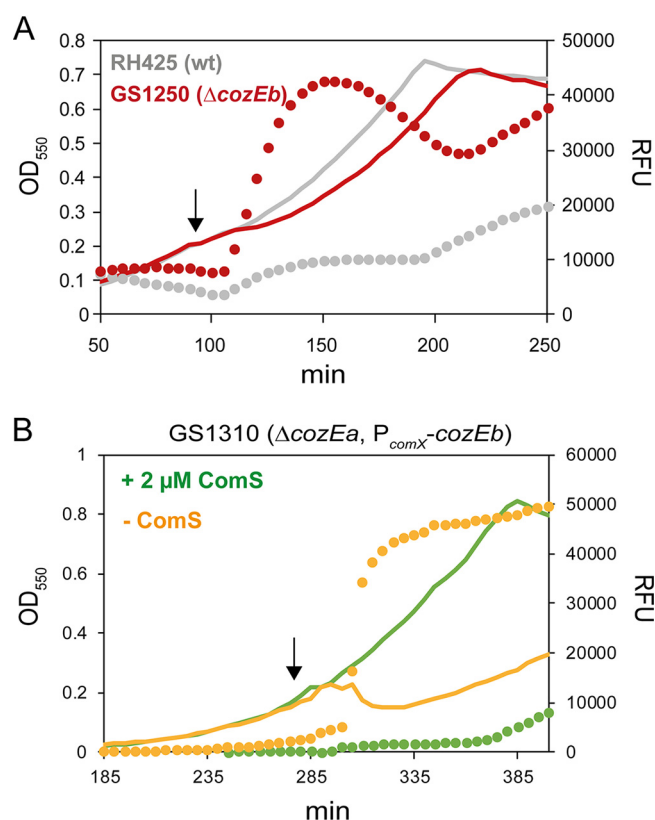 A
0.8
0.7
0.6
0.5
0.4
0.3
0.2
0.1
0
OD550
RH425 (wt)
GS1250 (ΔcozEb)
50000
40000
30000
20000
10000
0
RFU
50 100 150 200 250
min
B
GS1310 (ΔcozEa, PcomX-cozEb)
1
0.8
0.6
0.4
0.2
0
OD550
+ 2 µM ComS
- ComS
60000
50000
40000
30000
20000
10000
0
RFU
185 235 285 335 385
min